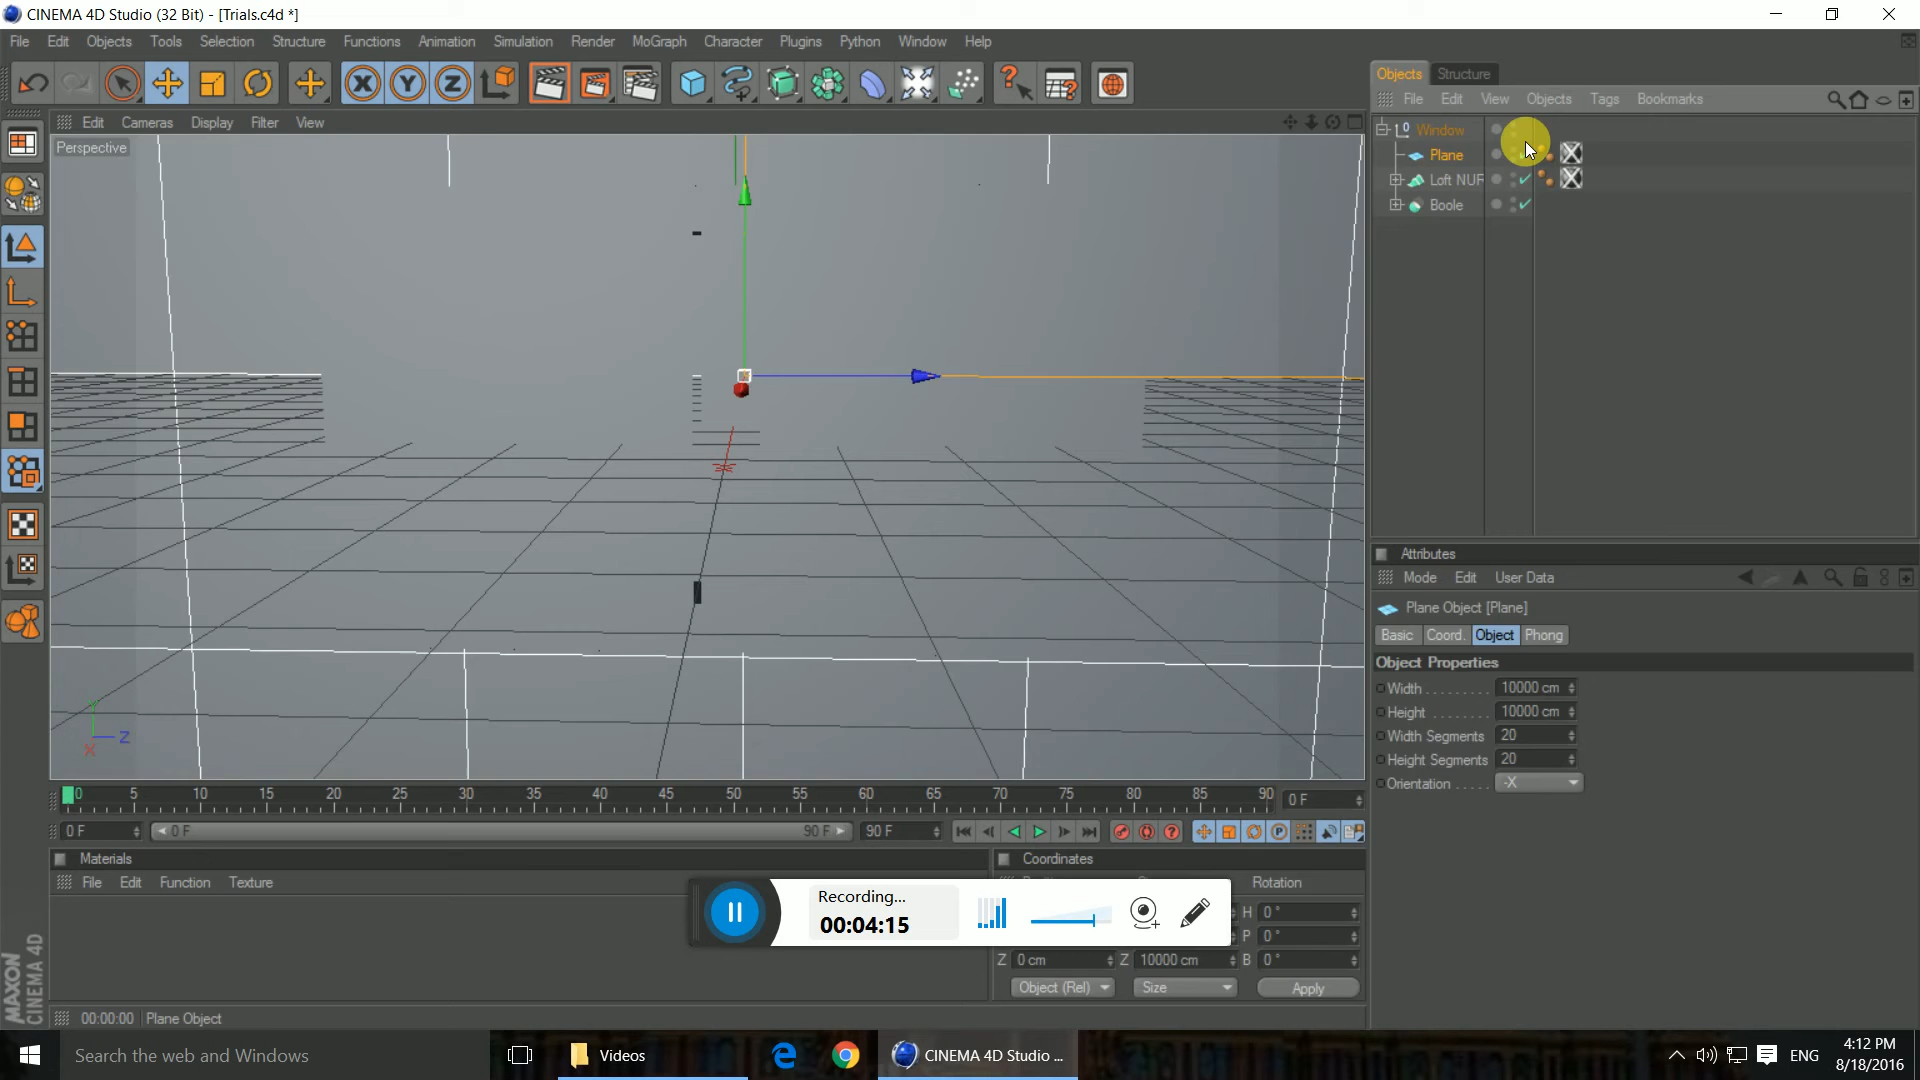 CINEMA 4D Studio (32 Bit) - [Trials.c4d *]
File Edit Objects Tools Selection Structure Functions Animation Simulation Render MoGraph Character Plugins Python Window Help
Objects Structure
File Edit View Objects Tags Bookmarks
Edit Cameras Display Filter View
Perspective
Window
Plane
Loft NUR
Boole
X Y Z
Y
Z
X
Attributes
Mode Edit User Data
Plane Object [Plane]
Basic Coord. Object Phong
Object Properties
Width 10000 cm
Height 10000 cm
Width Segments 20
Height Segments 20
Orientation -X
0 5 10 15 20 25 30 35 40 45 50 55 60 65 70 75 80 85 90 0 F
0 F 0 F 90 F 90 F
Materials
File Edit Function Texture
Coordinates
Rotation
Recording...
00:04:15
H 0 °
P 0 °
Z 0 cm Z 10000 cm B 0 °
Object (Rel) Size Apply
MAXON
CINEMA 4D
00:00:00 Plane Object
Search the web and Windows
Videos
CINEMA 4D Studio ...
ENG
4:12 PM
8/18/2016